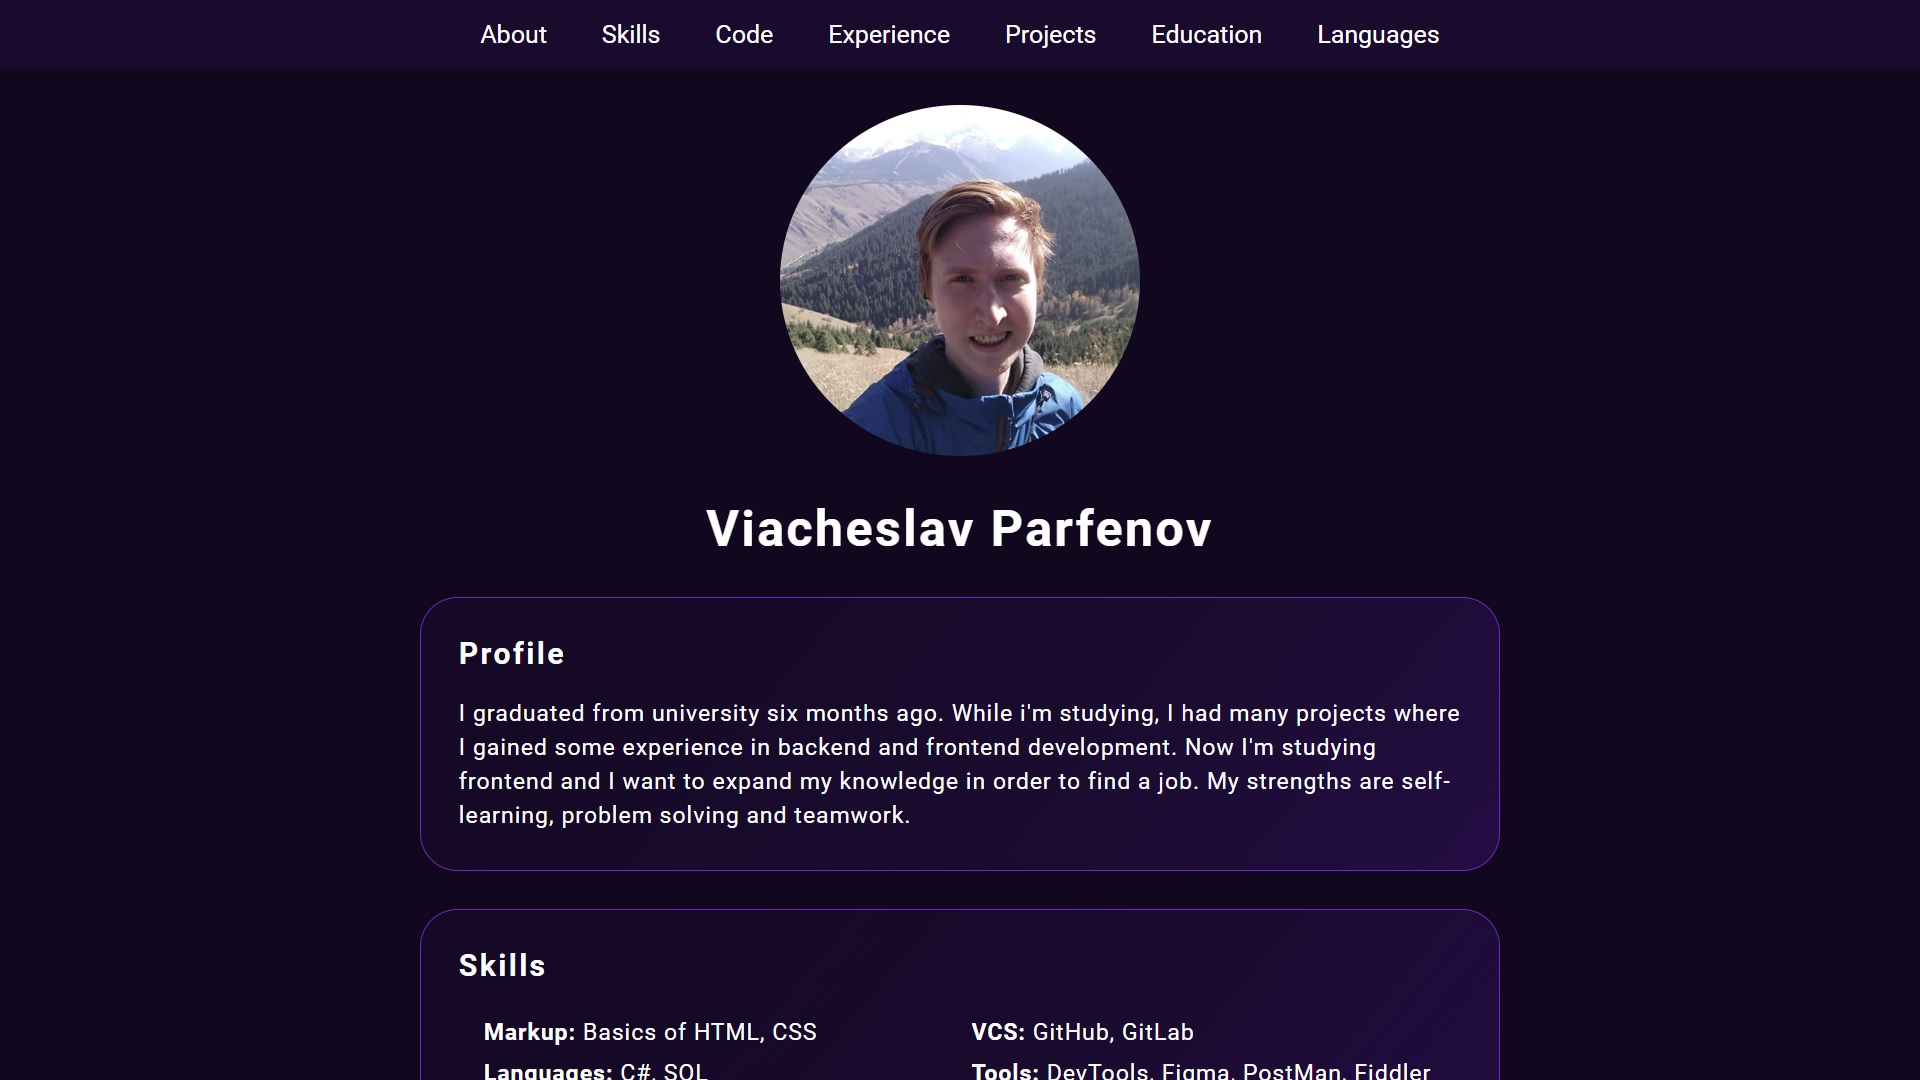 About Skills Code Experience Projects Education Languages
Viacheslav Parfenov
Profile
I graduated from university six months ago. While i'm studying, I had many projects where
I gained some experience in backend and frontend development. Now I'm studying
frontend and I want to expand my knowledge in order to find a job. My strengths are self-
learning, problem solving and teamwork.
Skills
Markup: Basics of HTML, CSS
VCS: GitHub, GitLab
Languages: C#, SQL
Tools: DevTools, Figma, PostMan, Fiddler